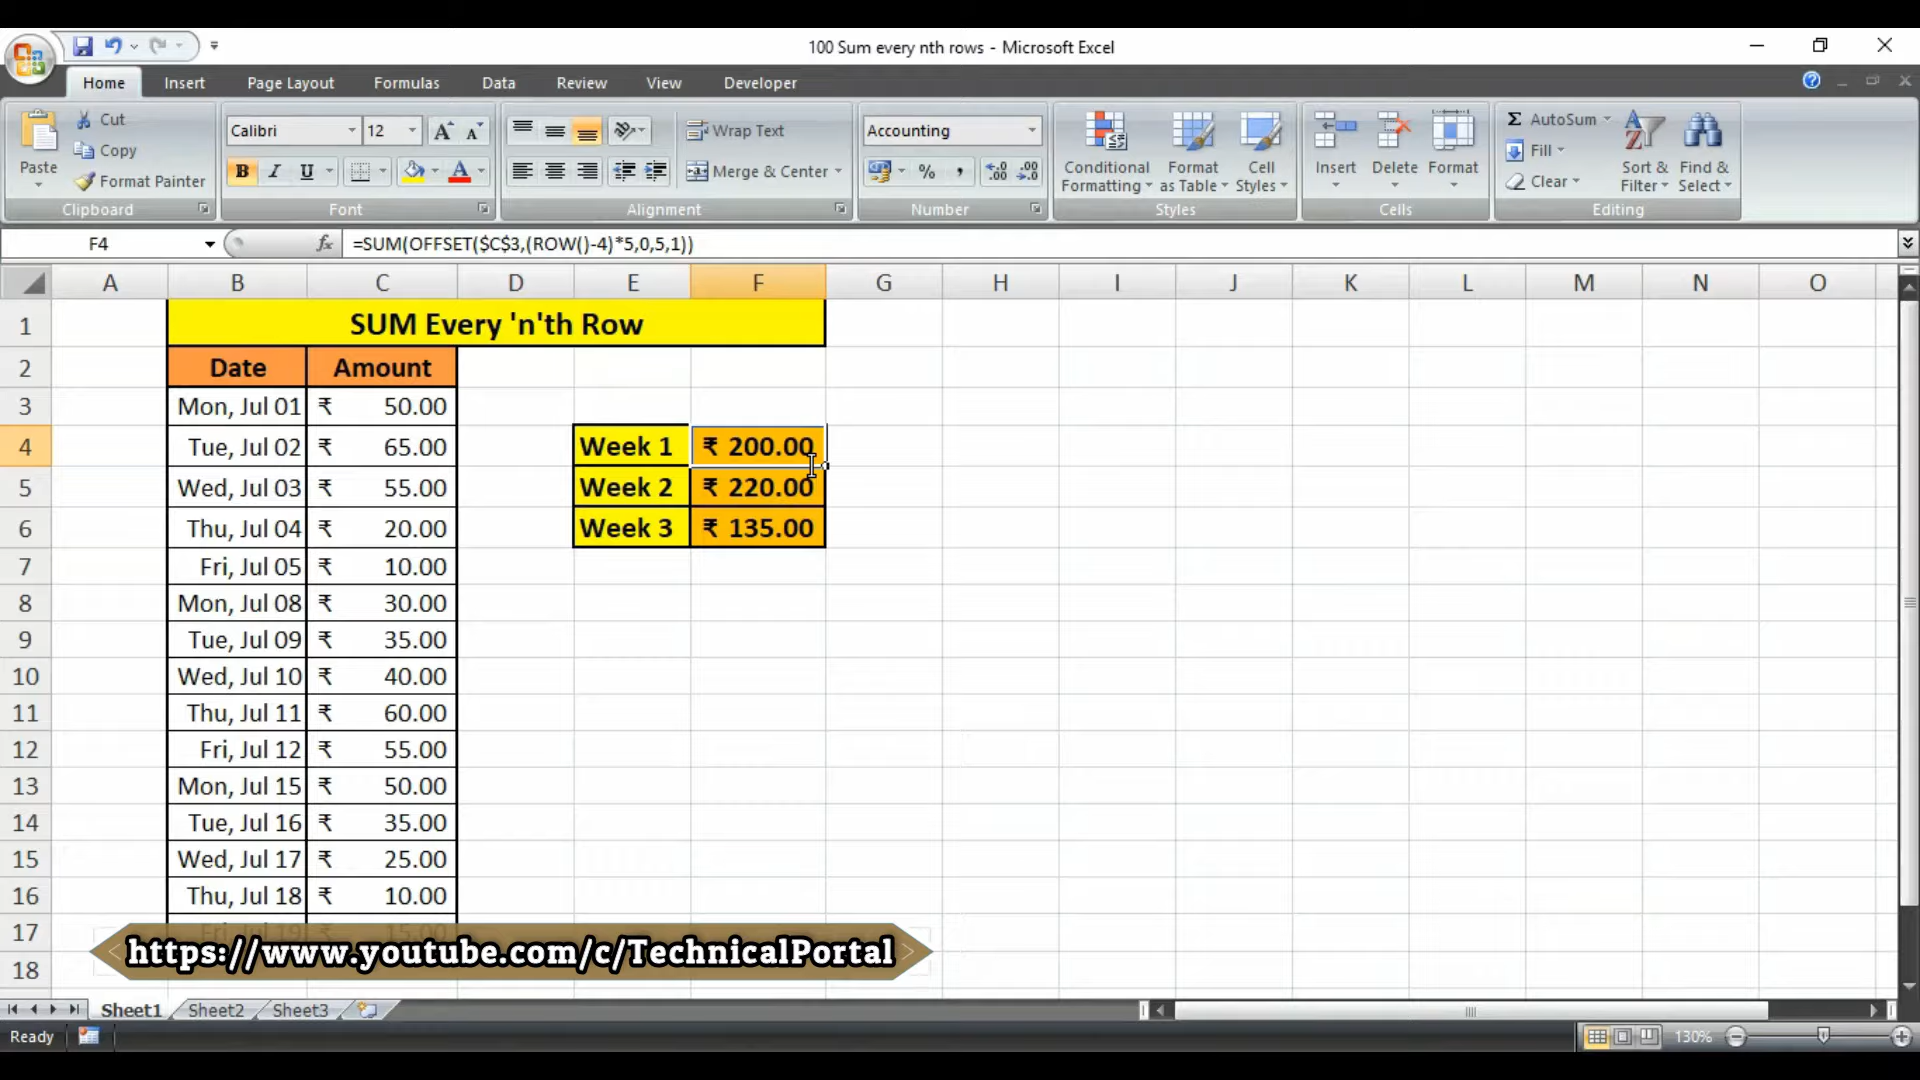 100 Sum every nth rows - Microsoft Excel
Home Insert Page Layout Formulas Data Review View Developer
Paste
Cut
Copy
Format Painter
Clipboard
Calibri 12
B I U
Font
Wrap Text
Merge & Center
Alignment
Accounting
% ,
Number
Conditional Formatting
Format as Table
Cell Styles
Styles
Insert Delete Format
Cells
Σ AutoSum
Fill
Clear
Sort & Filter
Find & Select
Editing
F4 fx =SUM(OFFSET($C$3,(ROW()-4)*5,0,5,1))
A B C D E F G H I J K L M N O
1 SUM Every 'n'th Row
2 Date Amount
3 Mon, Jul 01 ₹ 50.00
4 Tue, Jul 02 ₹ 65.00 Week 1 ₹ 200.00
5 Wed, Jul 03 ₹ 55.00 Week 2 ₹ 220.00
6 Thu, Jul 04 ₹ 20.00 Week 3 ₹ 135.00
7 Fri, Jul 05 ₹ 10.00
8 Mon, Jul 08 ₹ 30.00
9 Tue, Jul 09 ₹ 35.00
10 Wed, Jul 10 ₹ 40.00
11 Thu, Jul 11 ₹ 60.00
12 Fri, Jul 12 ₹ 55.00
13 Mon, Jul 15 ₹ 50.00
14 Tue, Jul 16 ₹ 35.00
15 Wed, Jul 17 ₹ 25.00
16 Thu, Jul 18 ₹ 10.00
17 Fri, Jul 19 ₹ 15.00
https://www.youtube.com/c/TechnicalPortal
18
Sheet1 Sheet2 Sheet3
Ready 130%